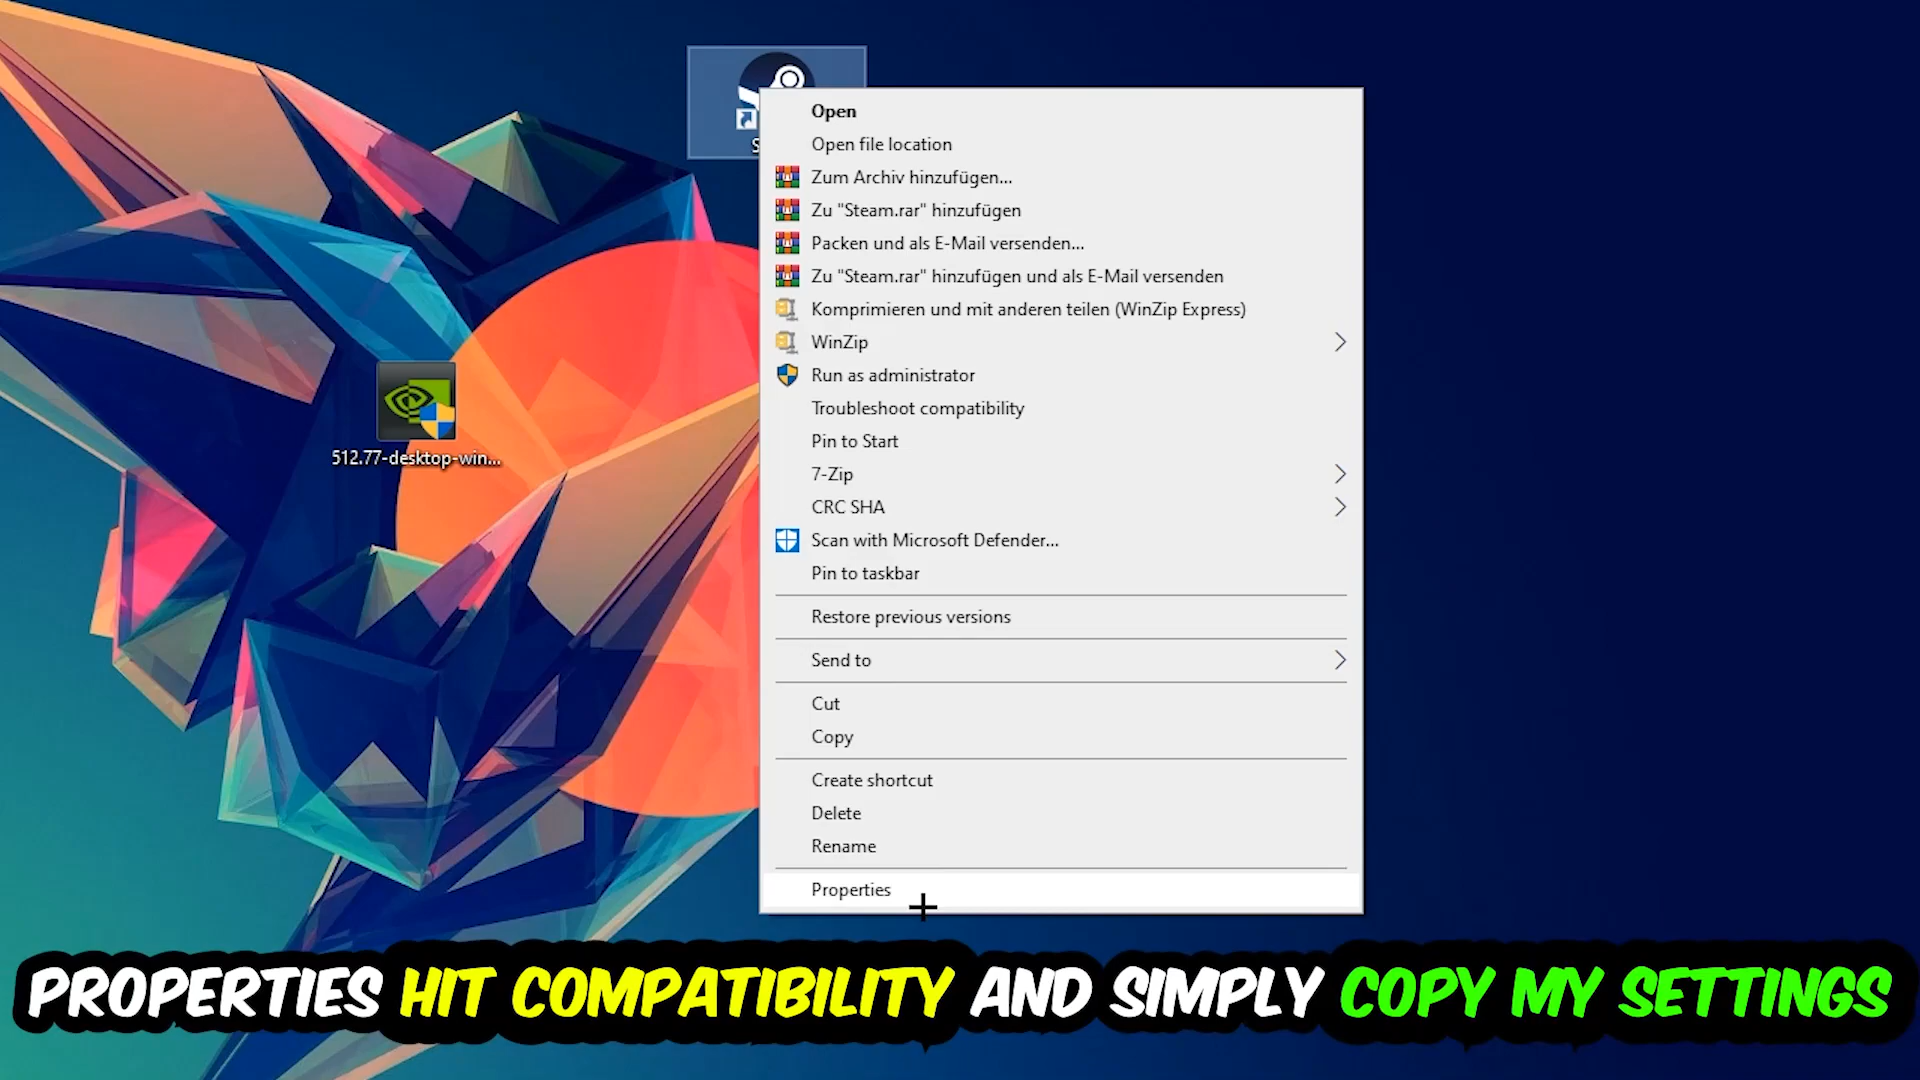 S
Open
Open file location
Zum Archiv hinzufügen...
Zu "Steam.rar" hinzufügen
Packen und als E-Mail versenden...
Zu "Steam.rar" hinzufügen und als E-Mail versenden
Komprimieren und mit anderen teilen (WinZip Express)
WinZip
Run as administrator
Troubleshoot compatibility
Pin to Start
7-Zip
CRC SHA
Scan with Microsoft Defender...
Pin to taskbar
Restore previous versions
Send to
Cut
Copy
Create shortcut
Delete
Rename
Properties
512.77-desktop-win...
PROPERTIES HIT COMPATIBILITY AND SIMPLY COPY MY SETTINGS